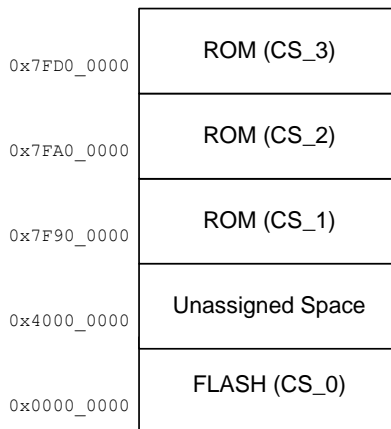 ROM (CS_3)
0x7FD0_0000
ROM (CS_2)
0x7FA0_0000
ROM (CS_1)
0x7F90_0000
Unassigned Space
0x4000_0000
FLASH (CS_0)
0x0000_0000